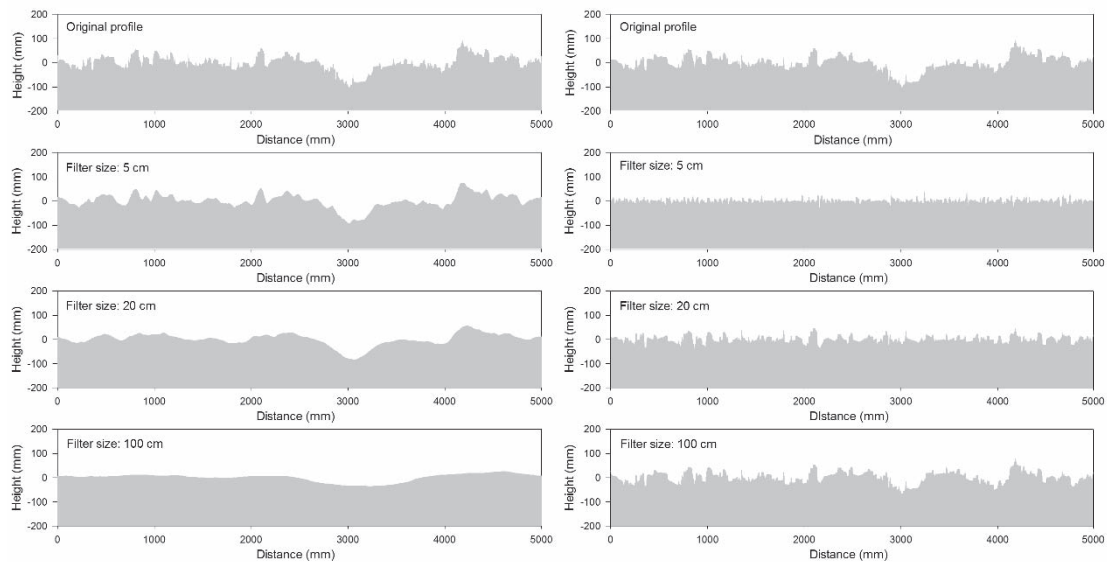 Original profile
200
100
0
-100
-200
Height (mm)
0 1000 2000 3000 4000 5000
Distance (mm)
Filter size: 5 cm
200
100
0
-100
-200
Height (mm)
0 1000 2000 3000 4000 5000
Distance (mm)
Filter size: 20 cm
200
100
0
-100
-200
Height (mm)
0 1000 2000 3000 4000 5000
Distance (mm)
Filter size: 100 cm
200
100
0
-100
-200
Height (mm)
0 1000 2000 3000 4000 5000
Distance (mm)
Original profile
200
100
0
-100
-200
Height (mm)
0 1000 2000 3000 4000 5000
Distance (mm)
Filter size: 5 cm
200
100
0
-100
-200
Height (mm)
0 1000 2000 3000 4000 5000
Distance (mm)
Filter size: 20 cm
200
100
0
-100
-200
Height (mm)
0 1000 2000 3000 4000 5000
DIstance (mm)
Filter size: 100 cm
200
100
0
-100
-200
Height (mm)
0 1000 2000 3000 4000 5000
Distance (mm)